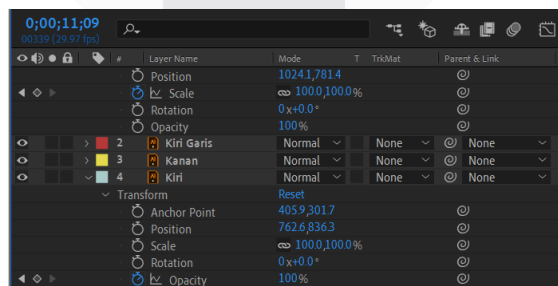 0;00;11;09
00339 (29.97 fps)
# Layer Name Mode T TrkMat Parent & Link
Position 1024.1,781.4
Scale 100.0,100.0%
Rotation 0x+0.0°
Opacity 100%
2 Kiri Garis Normal None None
3 Kanan Normal None None
4 Kiri Normal None None
Transform Reset
Anchor Point 405.9,301.7
Position 762.6,836.3
Scale 100.0,100.0%
Rotation 0x+0.0°
Opacity 100%